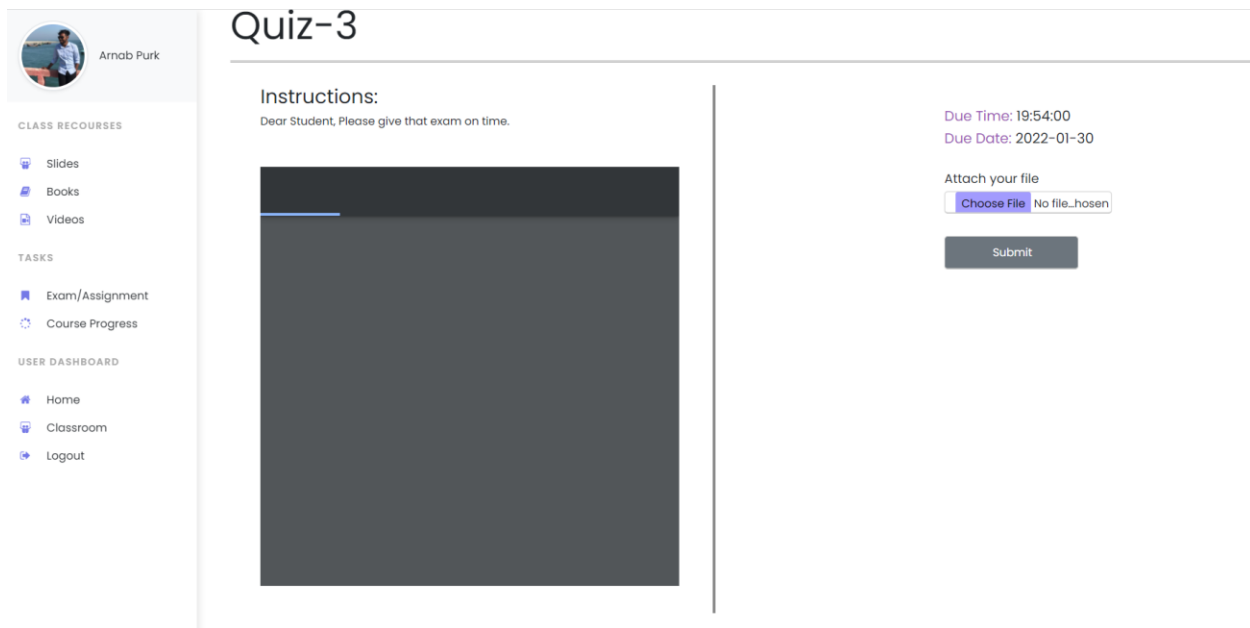 Quiz-3
Arnab Purk
CLASS RECOURSES
Slides
Books
Videos
TASKS
Exam/Assignment
Course Progress
USER DASHBOARD
Home
Classroom
Logout
Instructions:
Dear Student, Please give that exam on time.
Due Time: 19:54:00
Due Date: 2022-01-30
Attach your file
Choose File No file...hosen
Submit